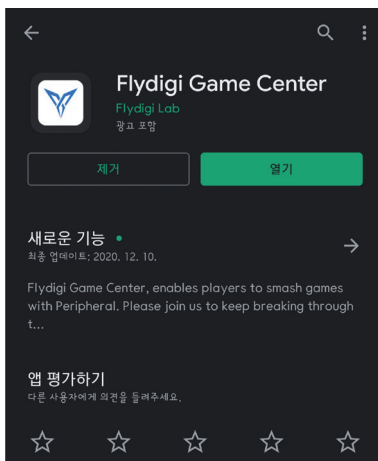 Flydigi Game Center
Flydigi Lab
광고 포함
제거
열기
새로운 기능
최종 업데이트: 2020. 12. 10.
Flydigi Game Center, enables players to smash games
with Peripheral. Please join us to keep breaking through
t...
앱 평가하기
다른 사용자에게 의견을 들려주세요.